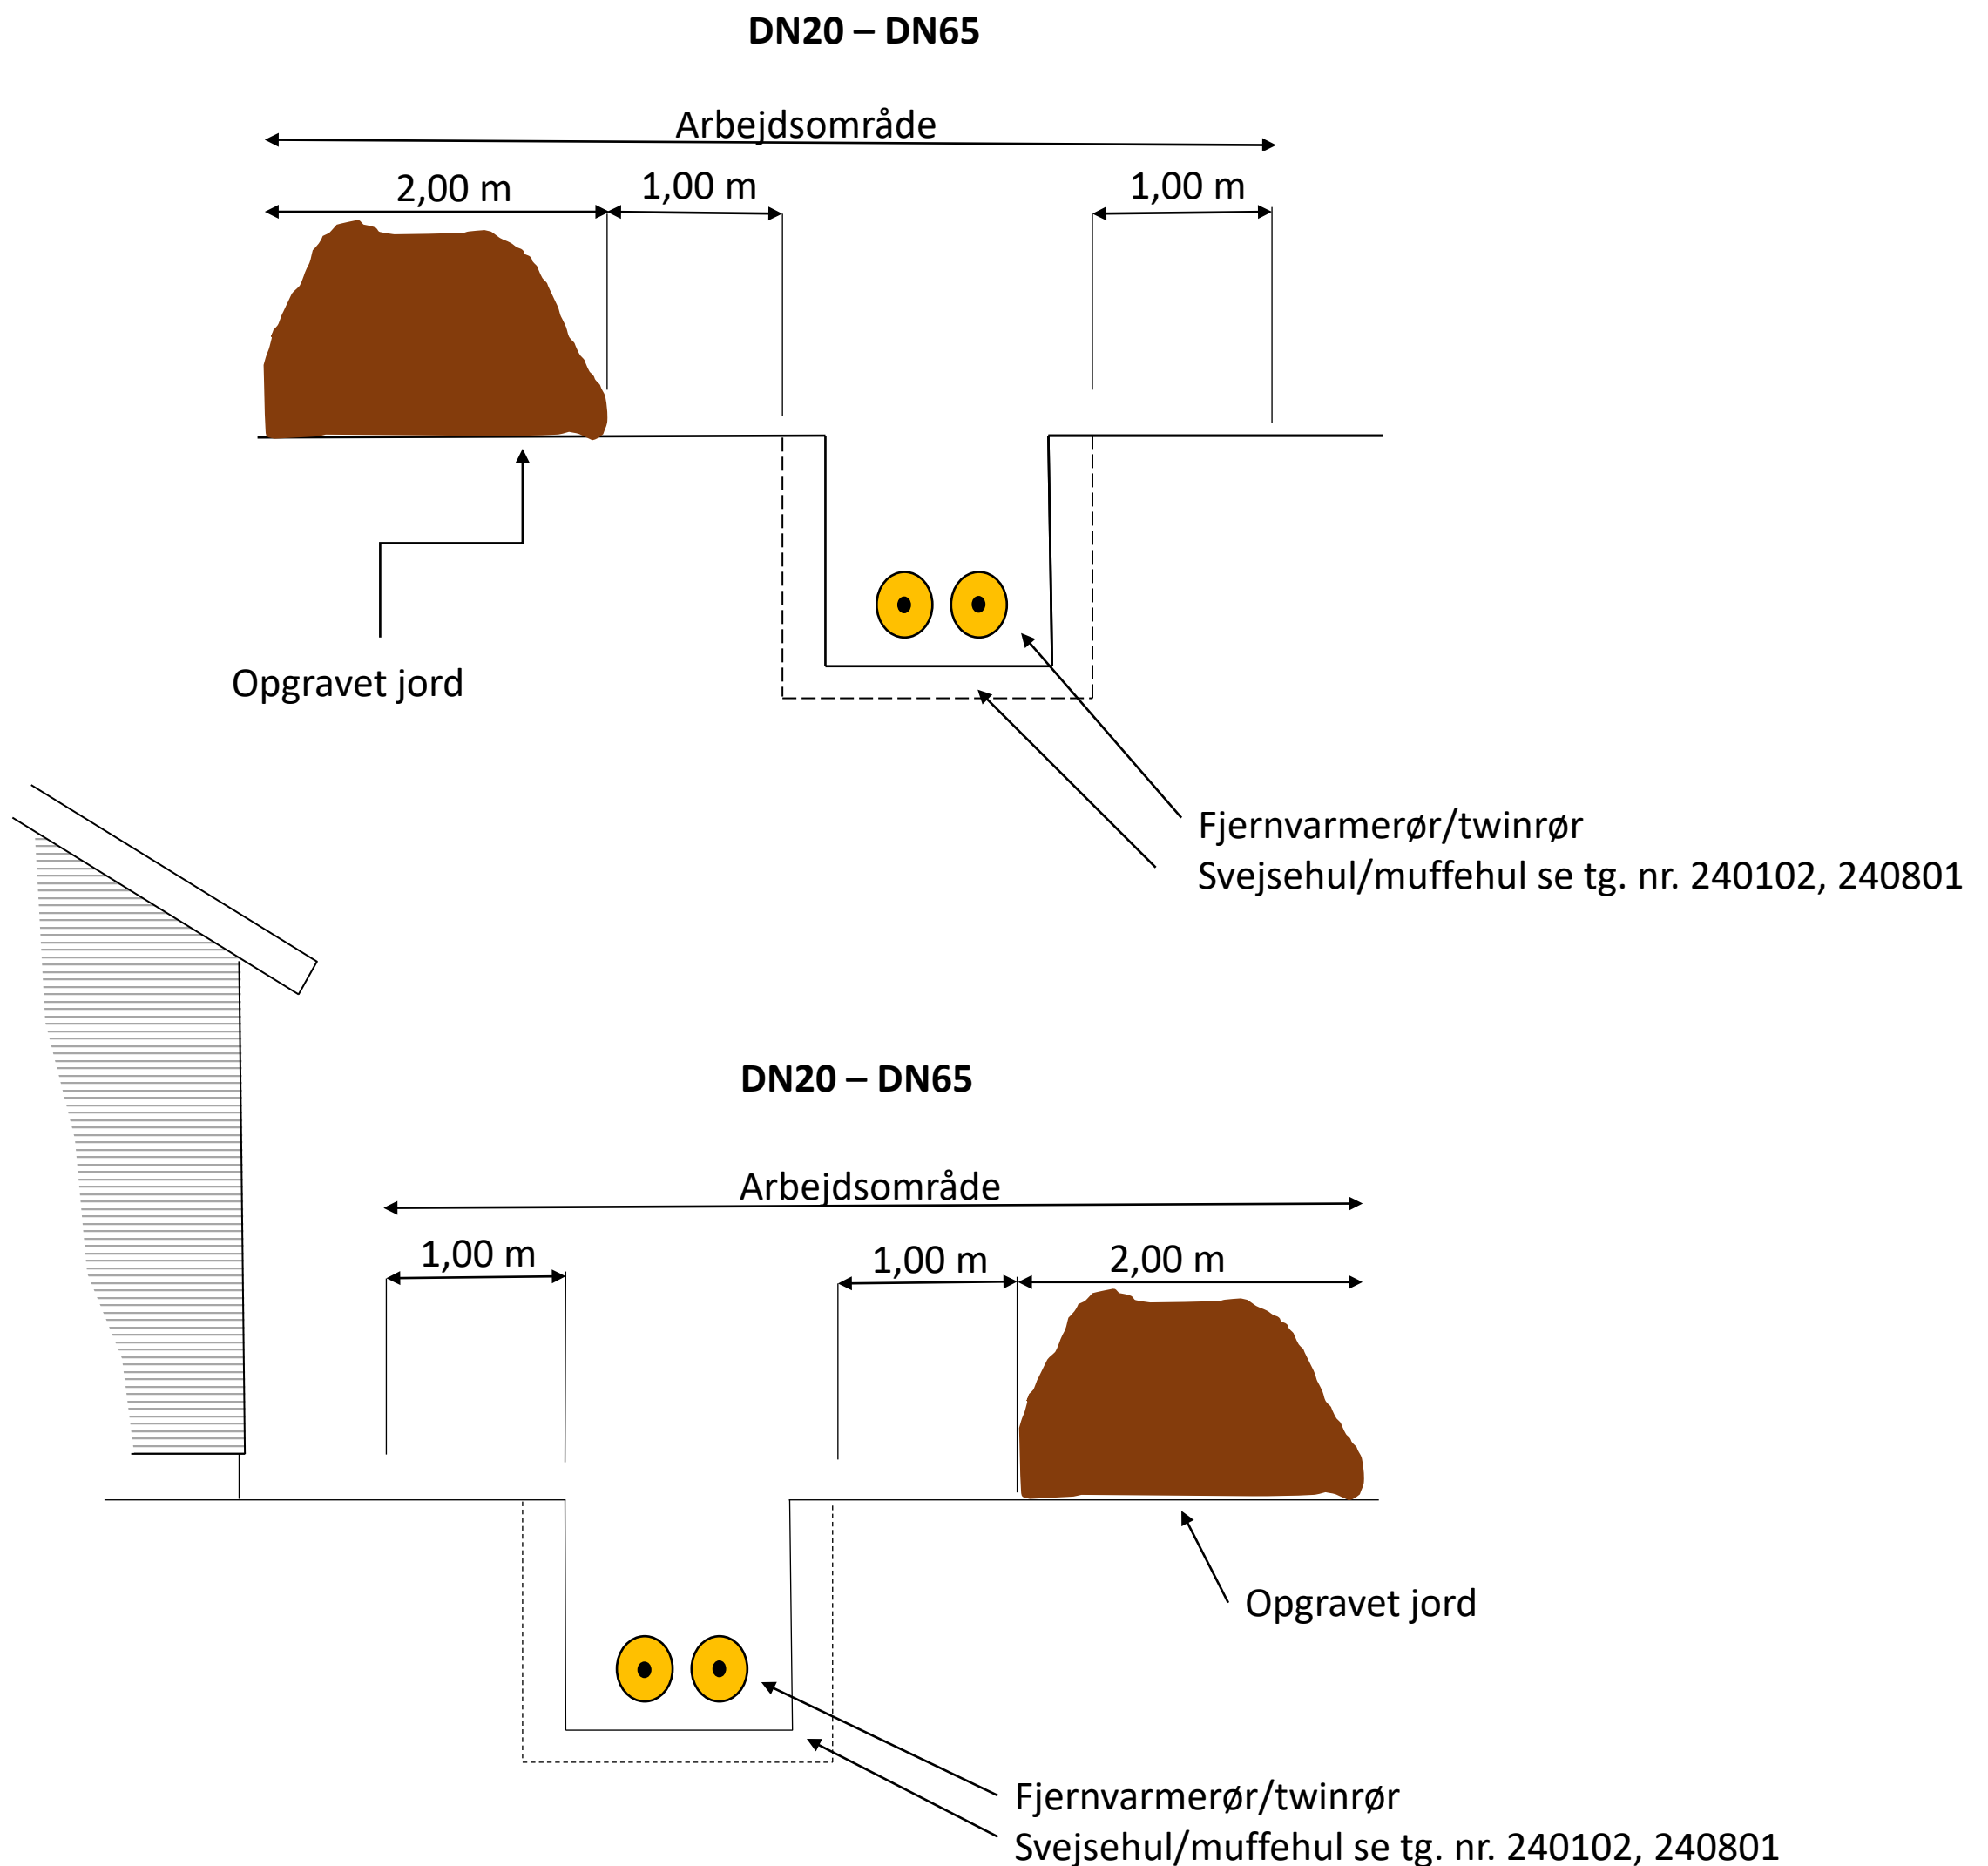 DN20 – DN65
Arbejdsområde
2,00 m
1,00 m
1,00 m
Opgravet jord
Fjernvarmerør/twinrør
Svejsehul/muffehul se tg. nr. 240102, 240801
DN20 – DN65
Arbejdsområde
1,00 m
1,00 m
2,00 m
Opgravet jord
Fjernvarmerør/twinrør
Svejsehul/muffehul se tg. nr. 240102, 240801